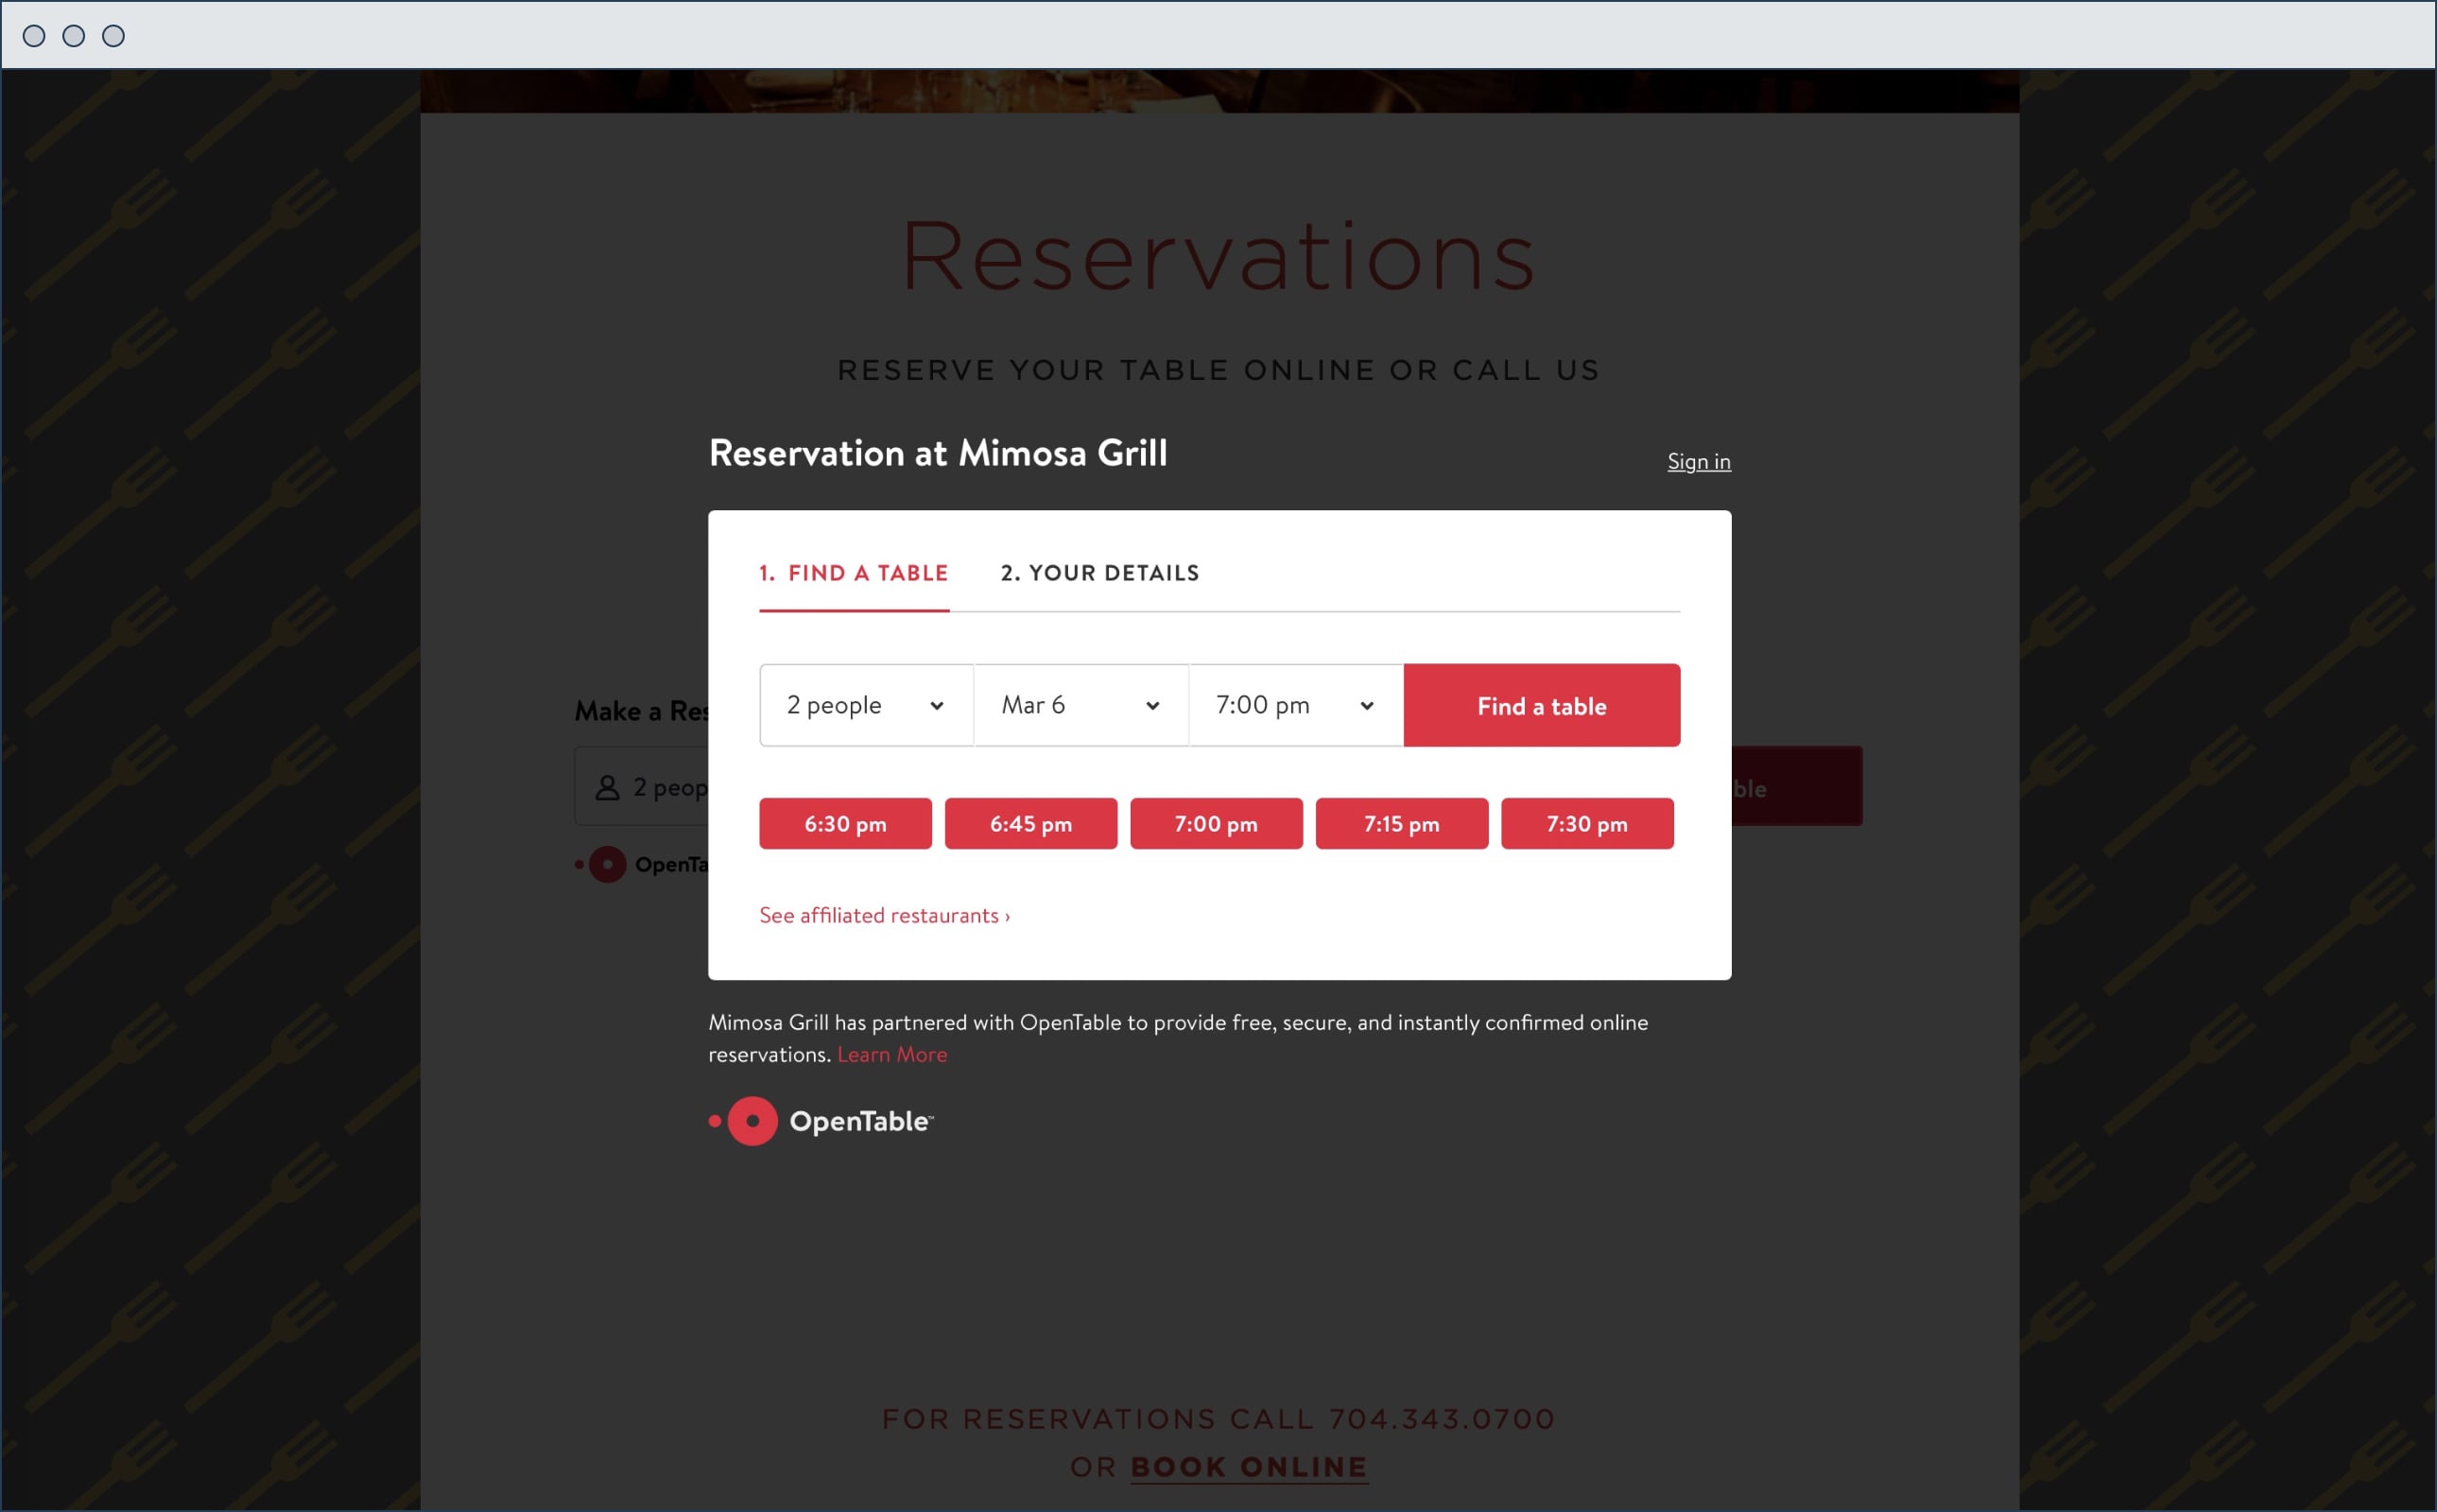 Reservations
RESERVE YOUR TABLE ONLINE OR CALL US
Reservation at Mimosa Grill
Sign in
1. FIND A TABLE
2. YOUR DETAILS
2 people
Mar 6
7:00 pm
Find a table
Make a Res
2 peop
ble
6:30 pm
6:45 pm
7:00 pm
7:15 pm
7:30 pm
OpenTa
See affiliated restaurants ›
Mimosa Grill has partnered with OpenTable to provide free, secure, and instantly confirmed online
reservations. Learn More
OpenTable™
FOR RESERVATIONS CALL 704.343.0700
OR BOOK ONLINE